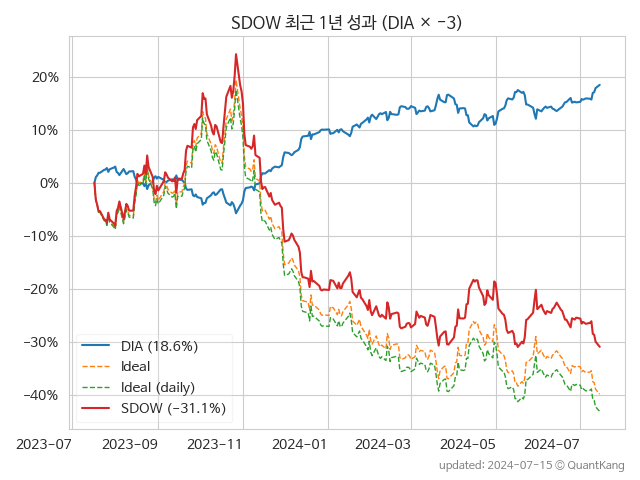 SDOW 최근 1년 성과 (DIA × −3)
20%
10%
0%
−10%
−20%
−30%
−40%
DIA (18.6%)
Ideal
Ideal (daily)
SDOW (−31.1%)
2023-07 2023-09 2023-11 2024-01 2024-03 2024-05 2024-07
updated: 2024-07-15 © QuantKang